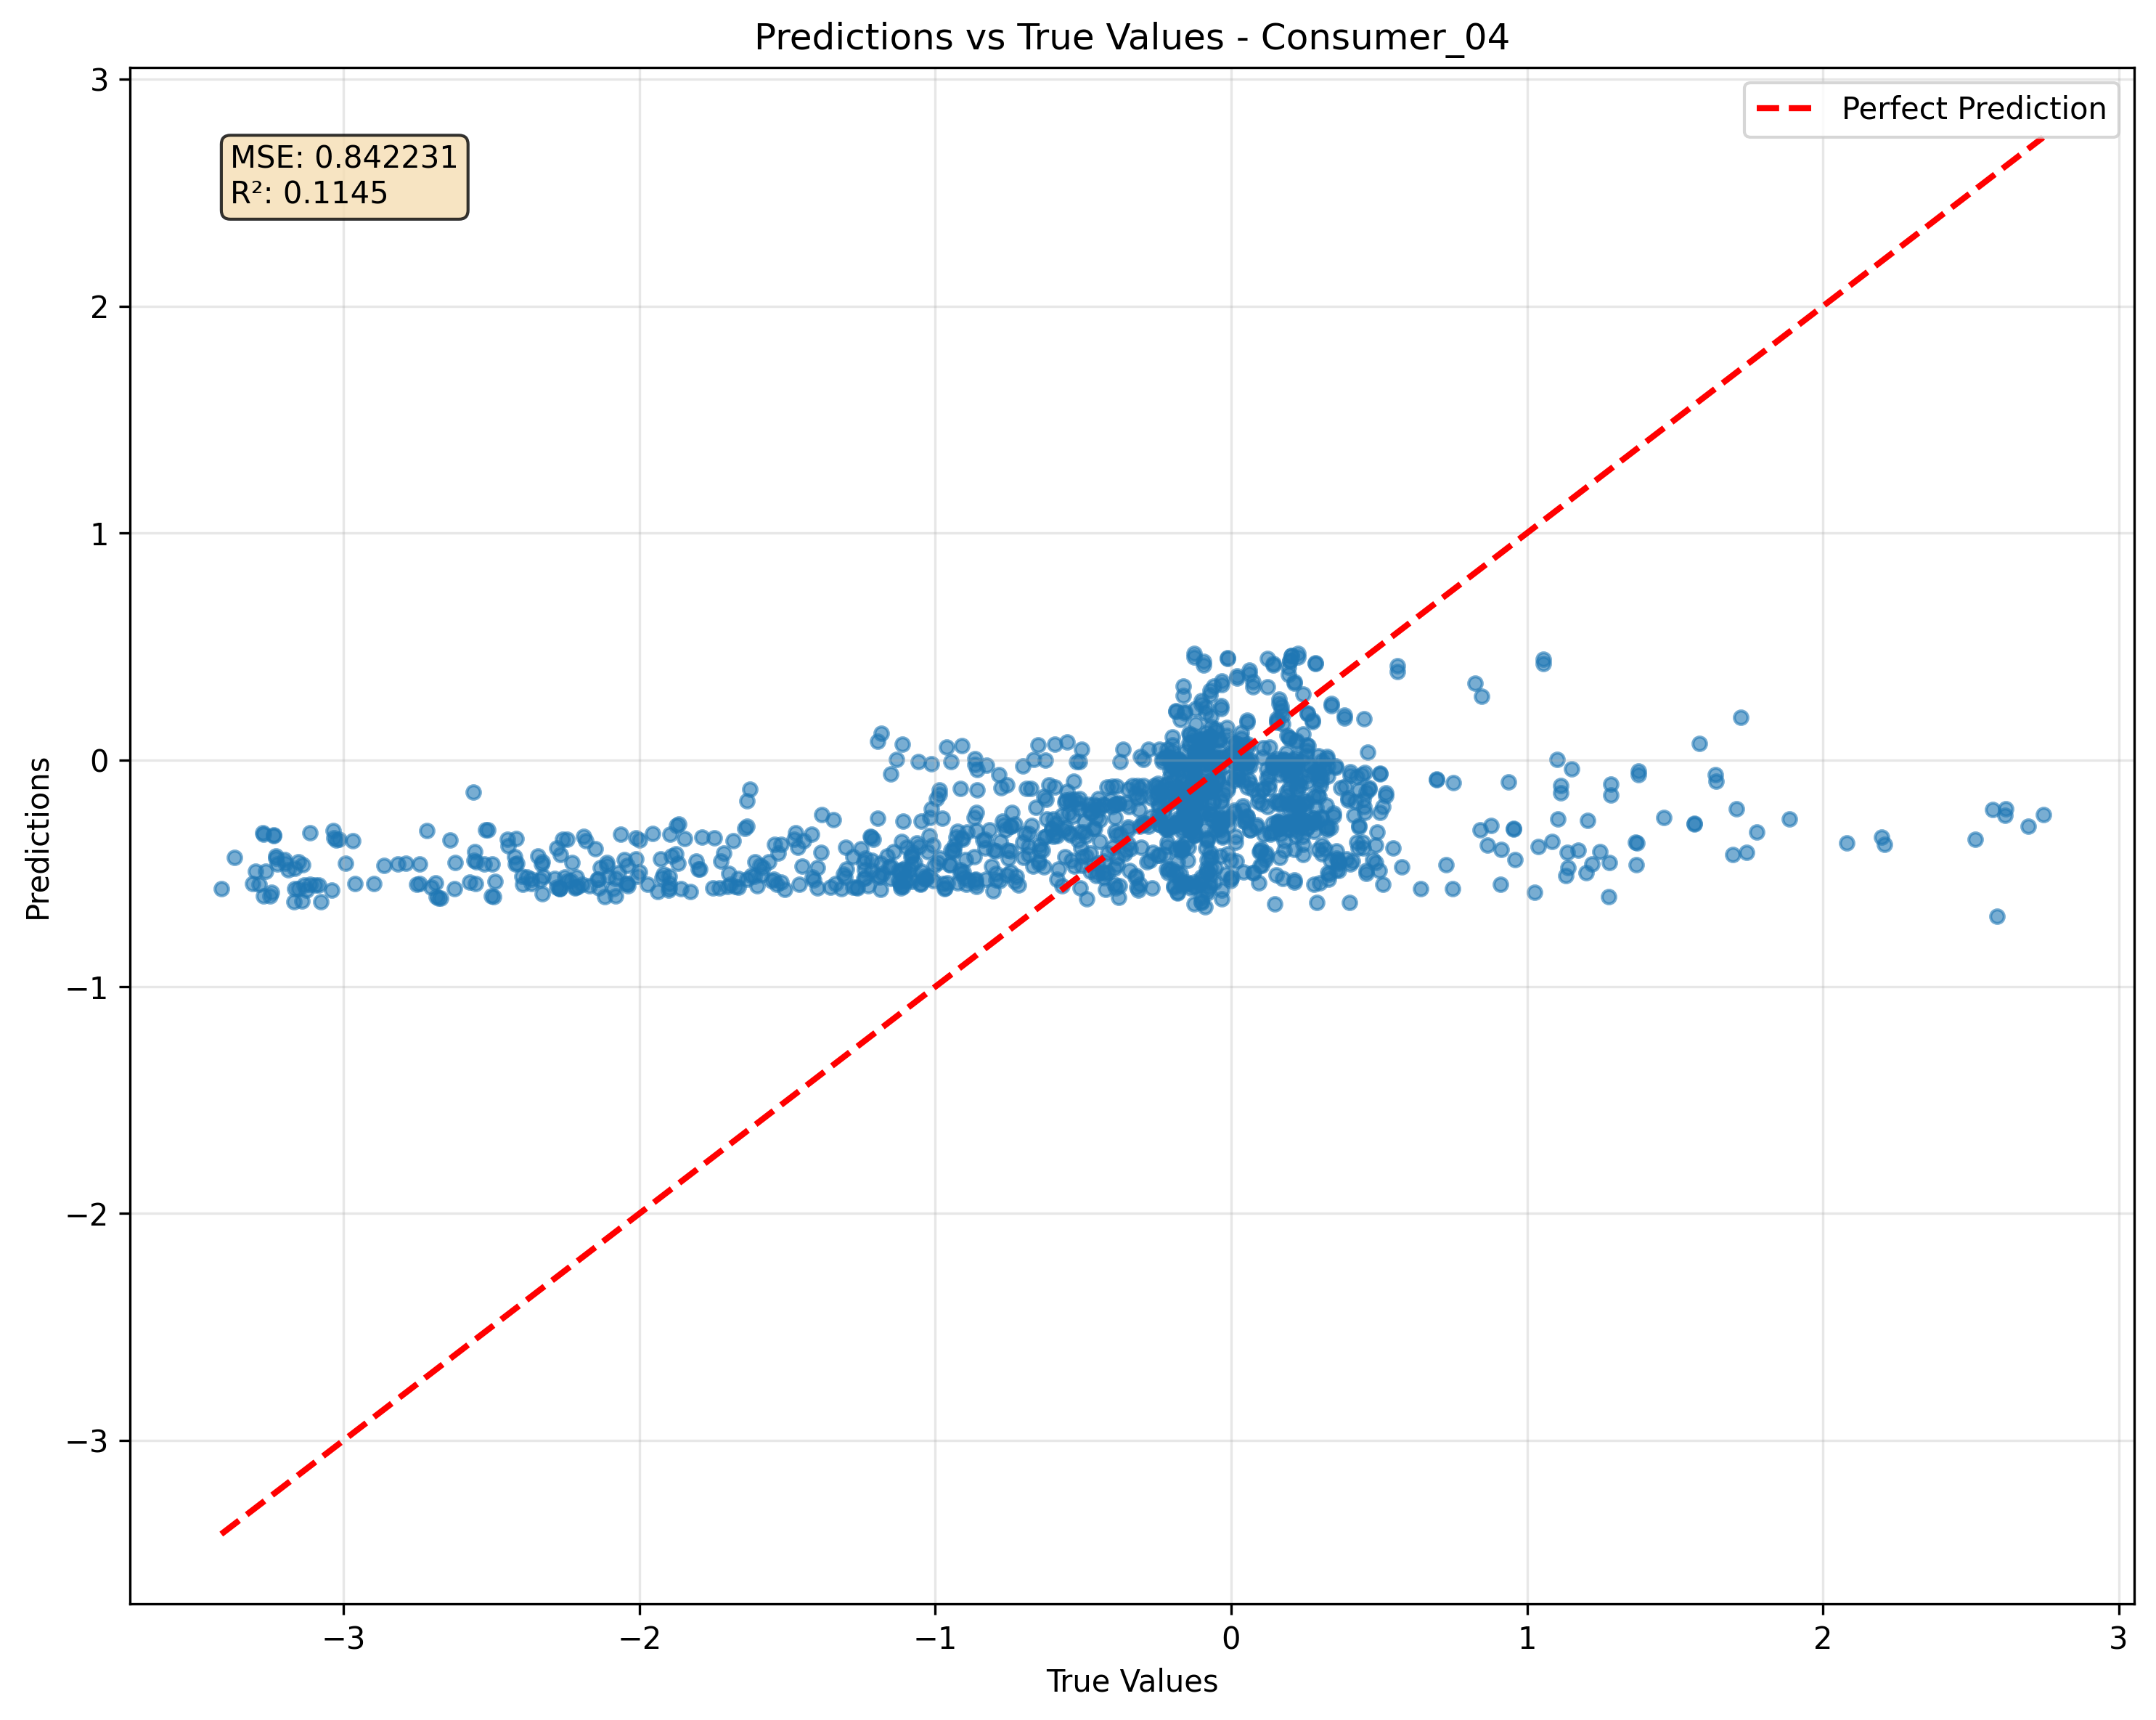 Predictions vs True Values - Consumer_04
Perfect Prediction
MSE: 0.842231
R²: 0.1145
3
2
1
0
−1
−2
−3
Predictions
−3
−2
−1
0
1
2
3
True Values